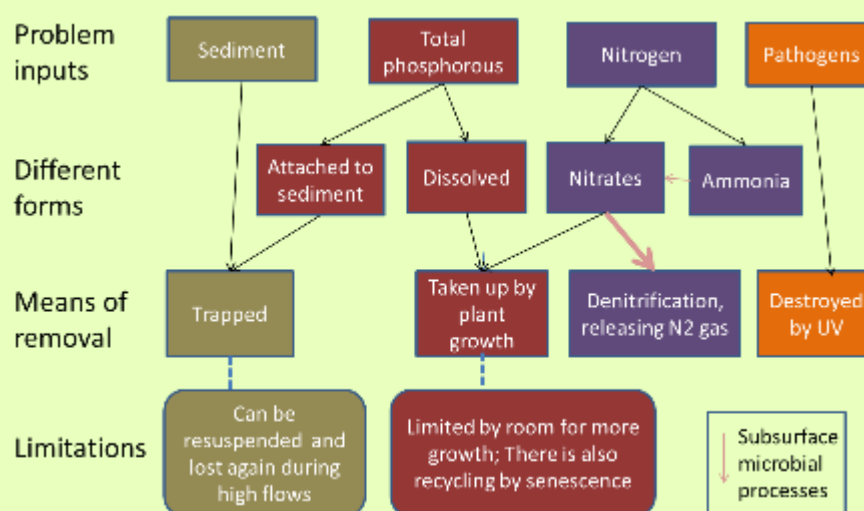 Problem
inputs
Sediment
Total
phosphorous
Nitrogen
Pathogens
Different
forms
Attached to
sediment
Dissolved
Nitrates
Ammonia
Means of
removal
Trapped
Taken up by
plant
growth
Denitrification,
releasing N2 gas
Destroyed
by UV
Limitations
Can be
resuspended and
lost again during
high flows
Limited by room for more
growth; There is also
recycling by senescence
Subsurface
microbial
processes